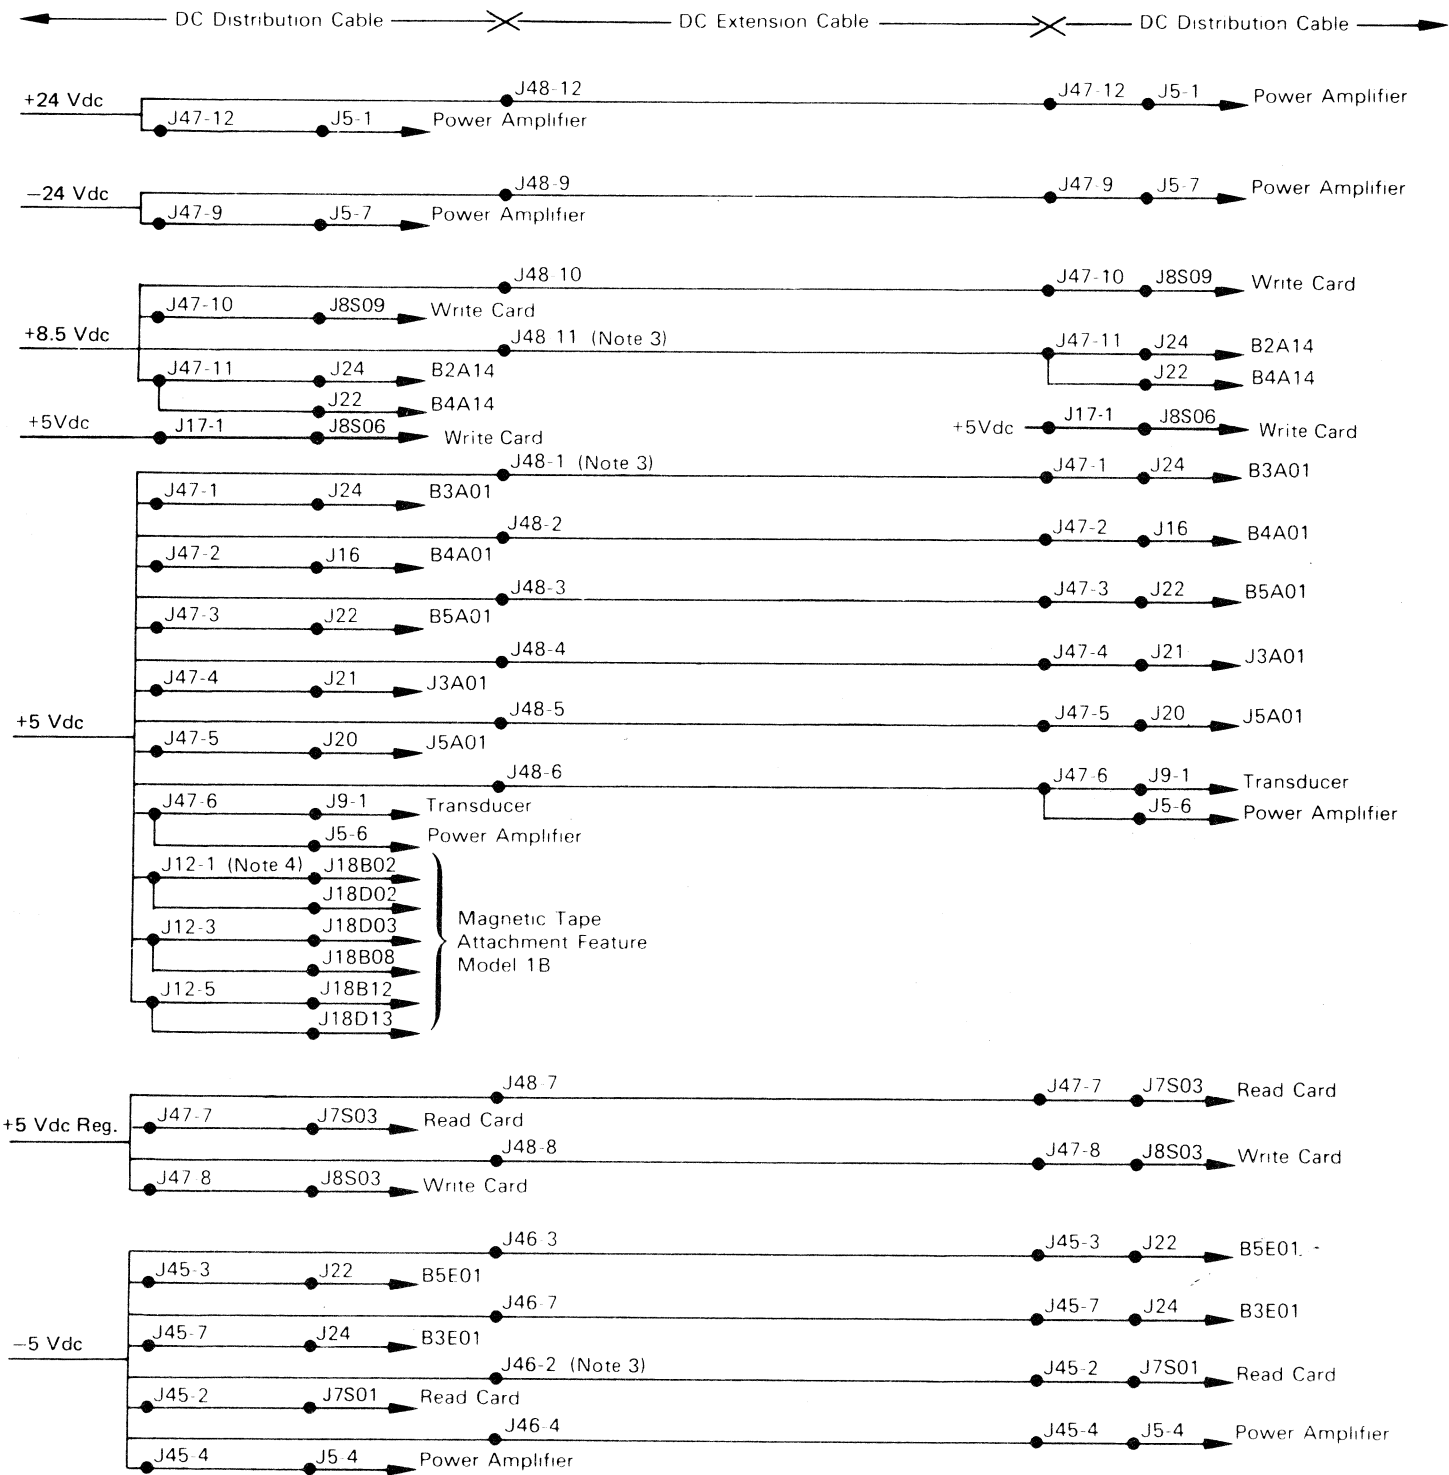 DC Distribution Cable DC Extension Cable DC Distribution Cable
+24 Vdc J48-12 J47-12 J5-1 Power Amplifier
J47-12 J5-1 Power Amplifier
−24 Vdc J48-9 J47-9 J5-7 Power Amplifier
J47-9 J5-7 Power Amplifier
J48-10 J47-10 J8S09 Write Card
J47-10 J8S09 Write Card
+8.5 Vdc J48-11 (Note 3) J47-11 J24 B2A14
J47-11 J24 B2A14 J22 B4A14
J22 B4A14
+5Vdc J17-1 J8S06 Write Card +5Vdc J17-1 J8S06 Write Card
J48-1 (Note 3) J47-1 J24 B3A01
J47-1 J24 B3A01
J48-2 J47-2 J16 B4A01
J47-2 J16 B4A01
J48-3 J47-3 J22 B5A01
J47-3 J22 B5A01
J48-4 J47-4 J21 J3A01
J47-4 J21 J3A01
+5 Vdc J48-5 J47-5 J20 J5A01
J47-5 J20 J5A01
J48-6 J47-6 J9-1 Transducer
J47-6 J9-1 Transducer J5-6 Power Amplifier
J5-6 Power Amplifier
J12-1 (Note 4) J18B02
J18D02
J12-3 J18D03
J18B08
J12-5 J18B12
J18D13
Magnetic Tape
Attachment Feature
Model 1B
J48-7 J47-7 J7S03 Read Card
+5 Vdc Reg. J47-7 J7S03 Read Card
J48-8 J47-8 J8S03 Write Card
J47-8 J8S03 Write Card
J46-3 J45-3 J22 B5E01
J45-3 J22 B5E01
J46-7 J45-7 J24 B3E01
−5 Vdc J45-7 J24 B3E01
J46-2 (Note 3) J45-2 J7S01 Read Card
J45-2 J7S01 Read Card
J46-4 J45-4 J5-4 Power Amplifier
J45-4 J5-4 Power Amplifier